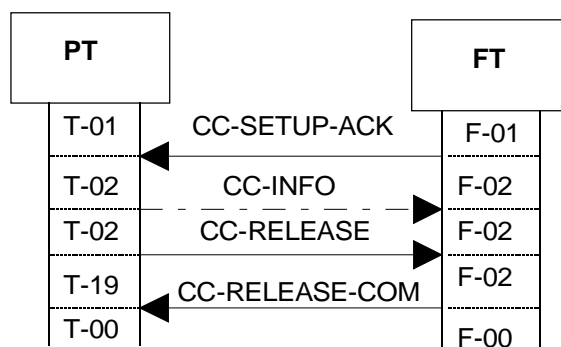 PT FT
T-01 CC-SETUP-ACK F-01
T-02 CC-INFO F-02
T-02 CC-RELEASE F-02
T-19 CC-RELEASE-COM F-02
T-00 F-00